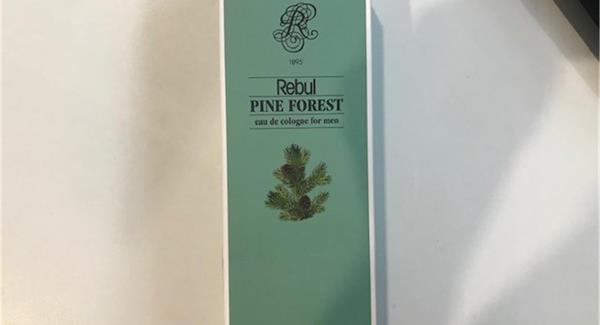 R
1895
Rebul
PINE FOREST
eau de cologne for men